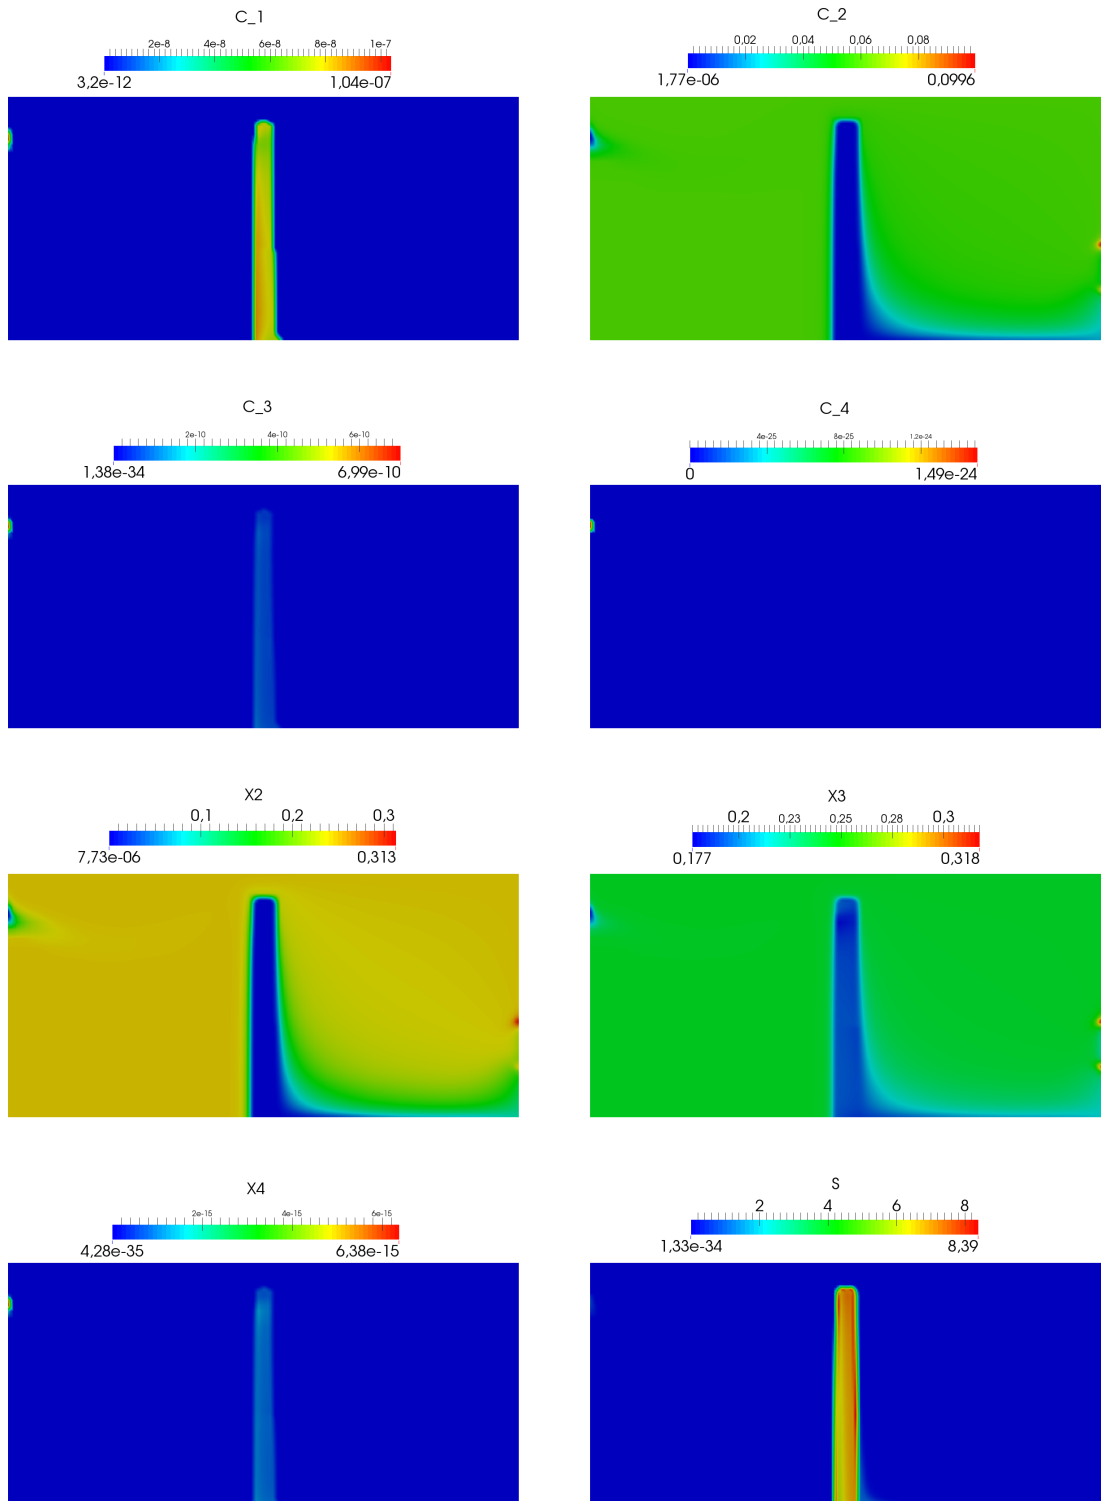 C_1
2e-8 4e-8 6e-8 8e-8 1e-7
3,2e-12 1,04e-07
C_2
0,02 0,04 0,06 0,08
1,77e-06 0,0996
C_3
2e-10 4e-10 6e-10
1,38e-34 6,99e-10
C_4
4e-25 8e-25 1.2e-24
0 1,49e-24
X2
0,1 0,2 0,3
7,73e-06 0,313
X3
0,2 0,23 0,25 0,28 0,3
0,177 0,318
X4
2e-15 4e-15 6e-15
4,28e-35 6,38e-15
S
2 4 6 8
1,33e-34 8,39